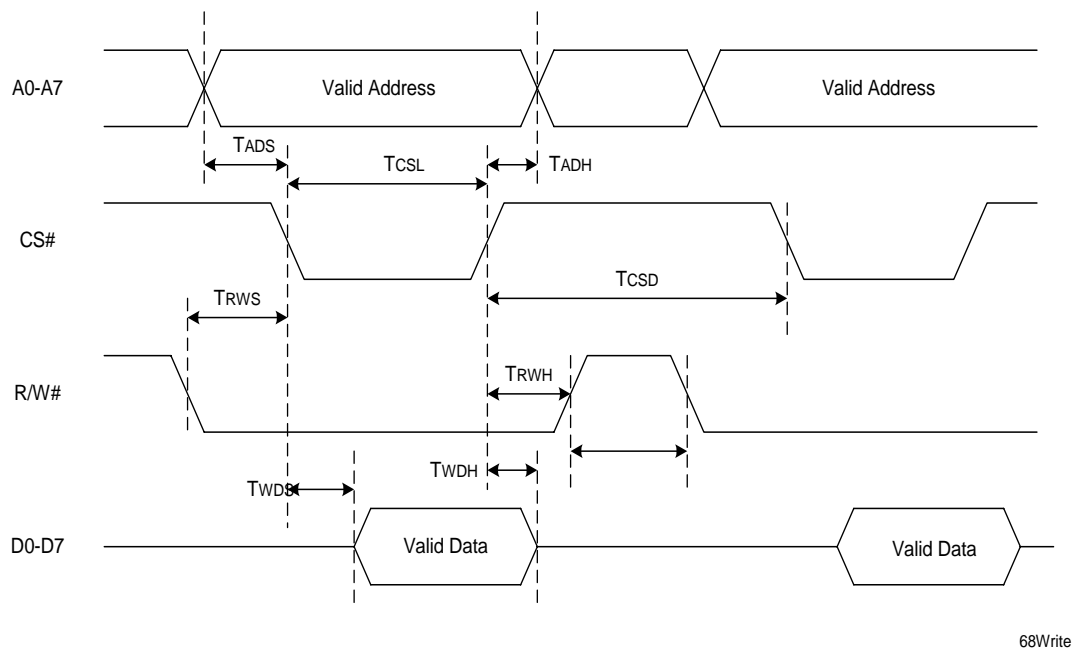 A0-A7
Valid Address
Valid Address
TADS
TCSL
TADH
CS#
TCSD
TRWS
R/W#
TRWH
TWDH
TWDS
D0-D7
Valid Data
Valid Data
68Write